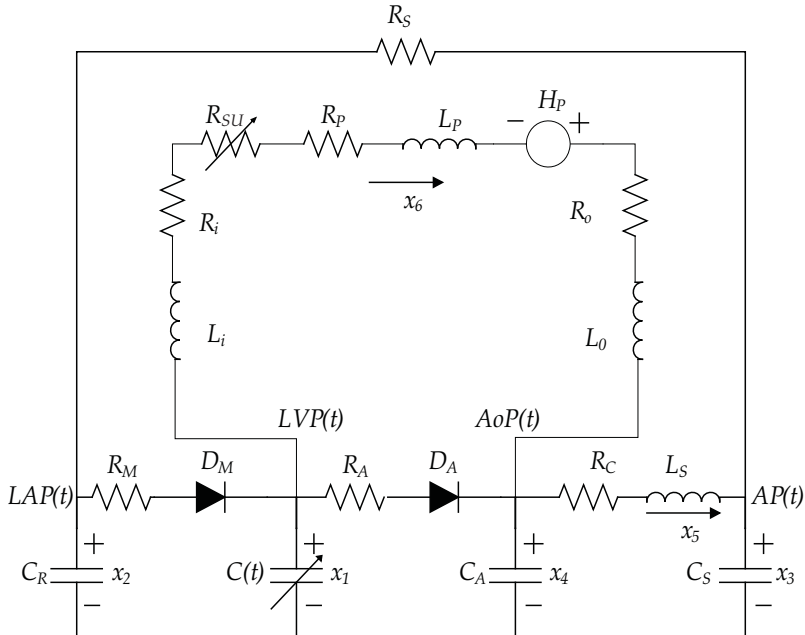 R_S
R_SU R_P L_P − H_P +
x_6
R_i R_o
L_i L_0
LVP(t) AoP(t)
LAP(t) R_M D_M R_A D_A R_C L_S AP(t)
x_5
+ + + +
C_R x_2 C(t) x_1 C_A x_4 C_S x_3
− − − −